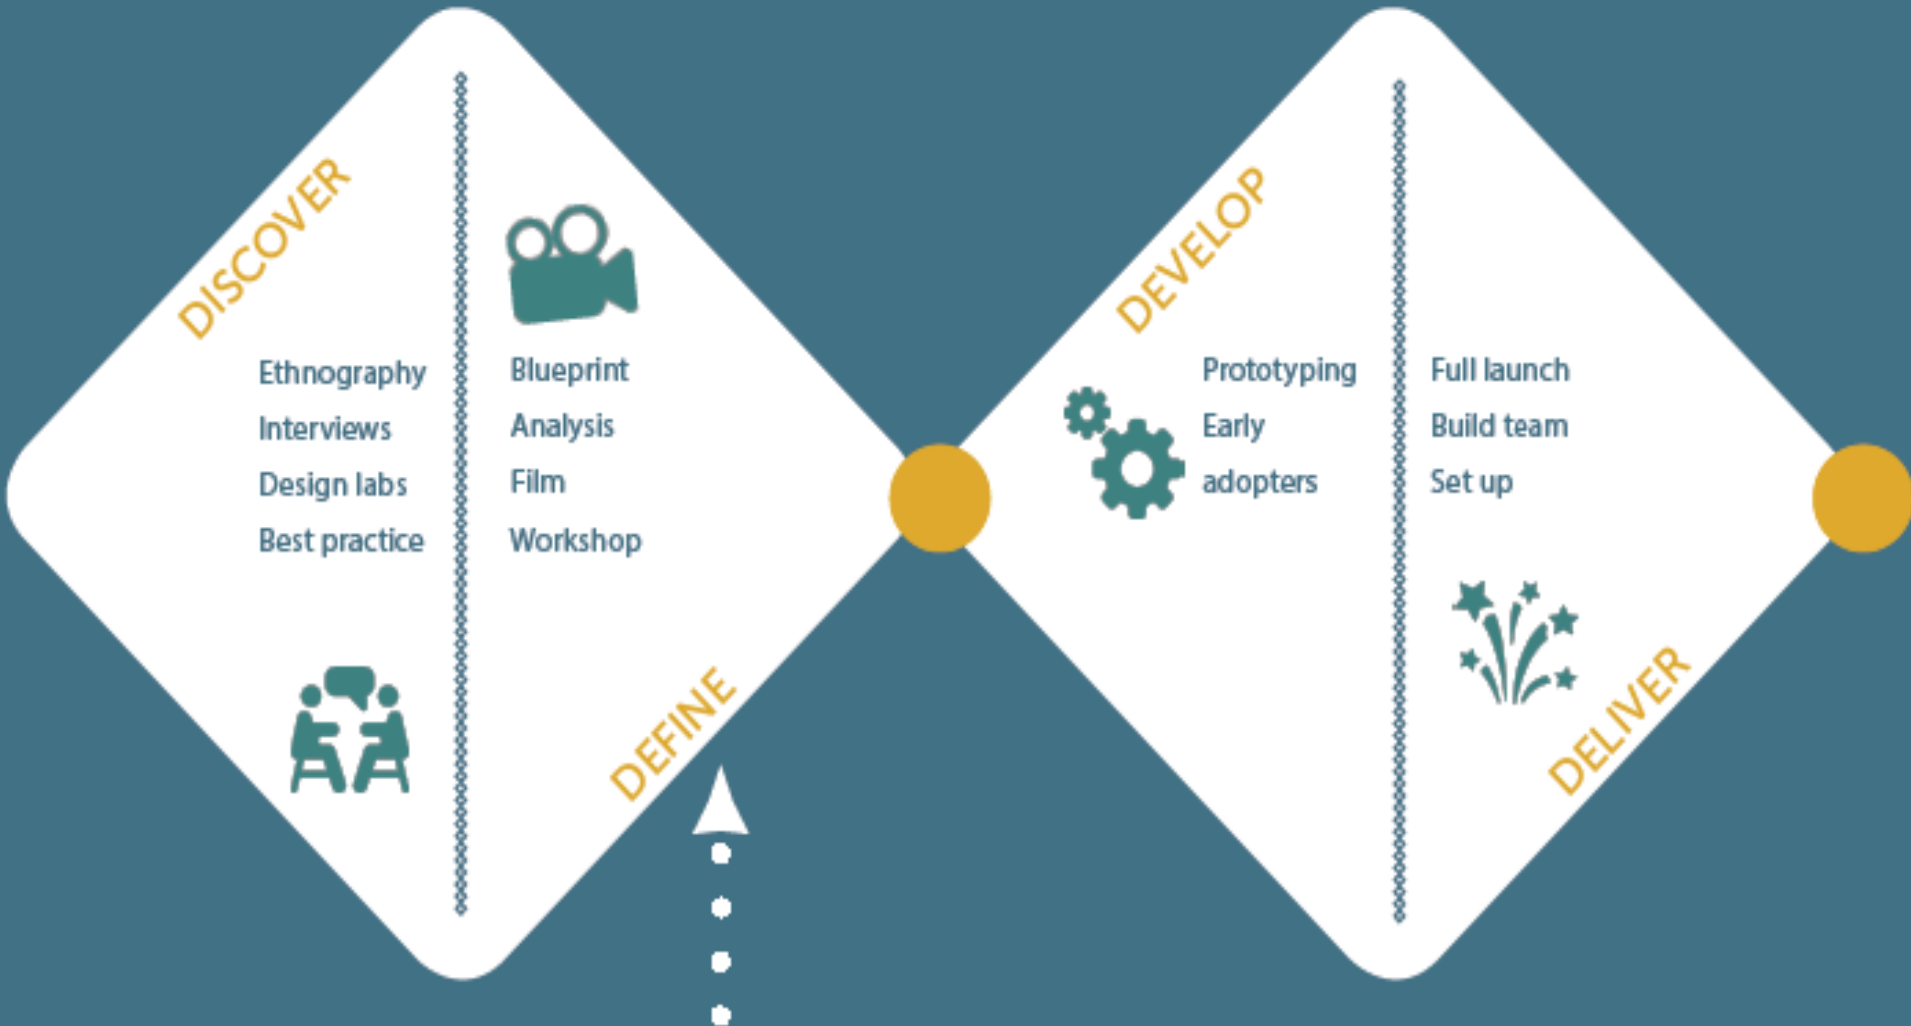 DISCOVER
Ethnography
Interviews
Design labs
Best practice
Blueprint
Analysis
Film
Workshop
DEFINE
DEVELOP
Prototyping
Early
adopters
Full launch
Build team
Set up
DELIVER